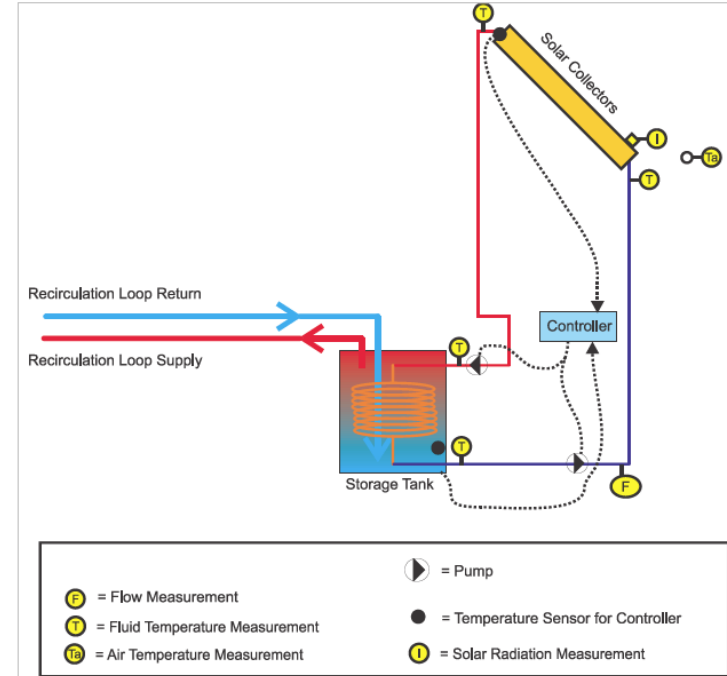 T
Solar Collectors
I
Ta
T
Recirculation Loop Return
Controller
Recirculation Loop Supply
T
T
Storage Tank
F
= Pump
F = Flow Measurement
T = Fluid Temperature Measurement
= Temperature Sensor for Controller
Ta = Air Temperature Measurement
I = Solar Radiation Measurement